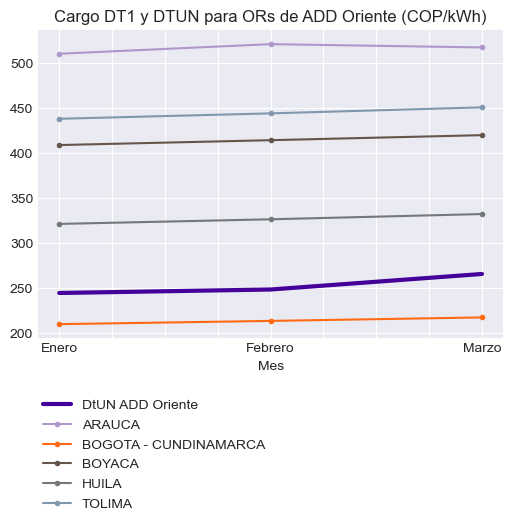 Cargo DT1 y DTUN para ORs de ADD Oriente (COP/kWh)
500
450
400
350
300
250
200
Enero Febrero Marzo
Mes
DtUN ADD Oriente
ARAUCA
BOGOTA - CUNDINAMARCA
BOYACA
HUILA
TOLIMA